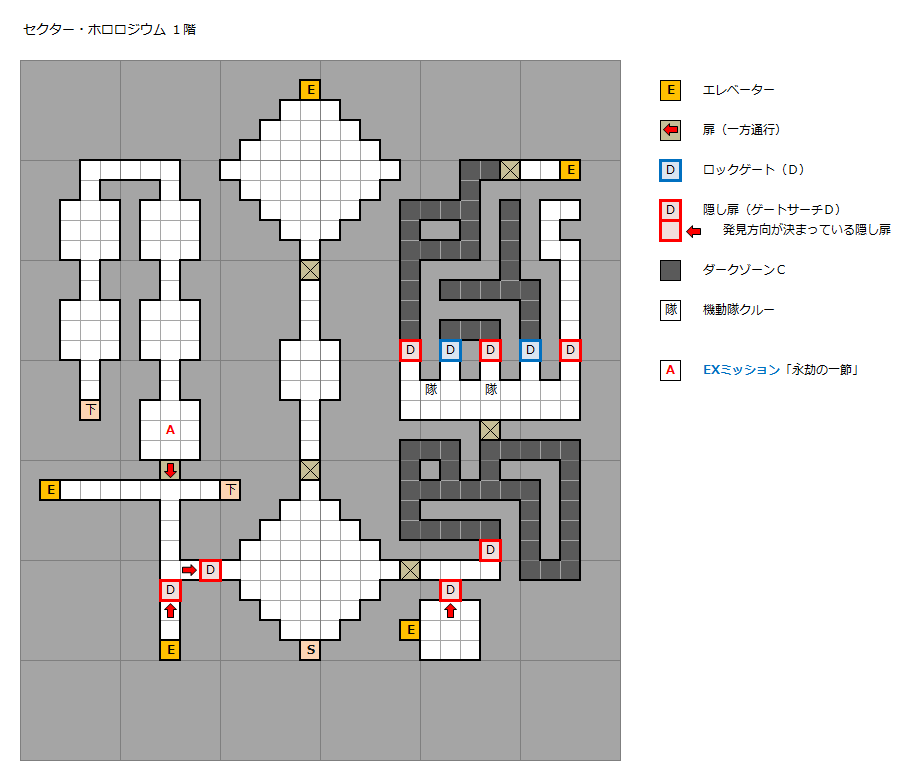 セクター・ホロロジウム １階
E
E エレベーター
扉（一方通行）
E
D ロックゲート（Ｄ）
D 隠し扉（ゲートサーチＤ）
発見方向が決まっている隠し扉
ダークゾーンＣ
隊 機動隊クルー
D D D D D
A EXミッション「永劫の一節」
隊 隊
下
A
E 下
D
D
D D
E
E S